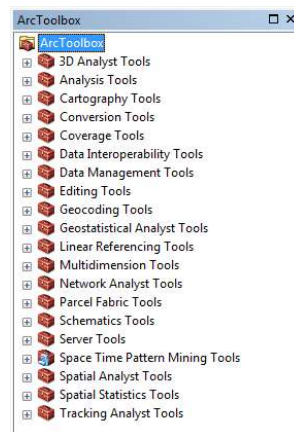 ArcToolbox
ArcToolbox
3D Analyst Tools
Analysis Tools
Cartography Tools
Conversion Tools
Coverage Tools
Data Interoperability Tools
Data Management Tools
Editing Tools
Geocoding Tools
Geostatistical Analyst Tools
Linear Referencing Tools
Multidimension Tools
Network Analyst Tools
Parcel Fabric Tools
Schematics Tools
Server Tools
Space Time Pattern Mining Tools
Spatial Analyst Tools
Spatial Statistics Tools
Tracking Analyst Tools